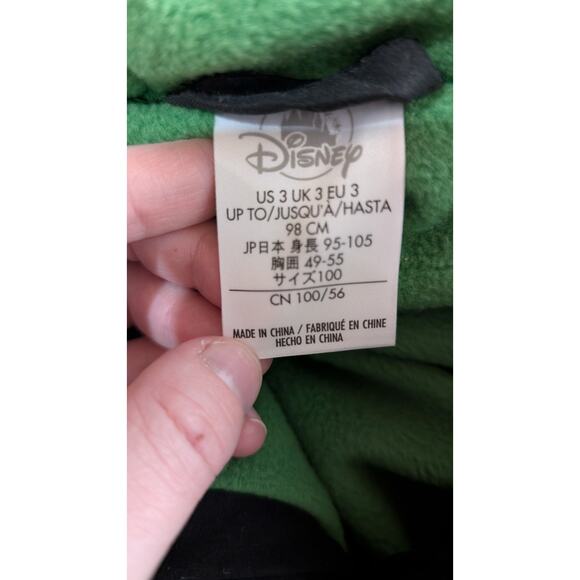 Disney
US 3 UK 3 EU 3
UP TO/JUSQU'À/HASTA
98 CM
JP日本 身長 95-105
胸囲 49-55
サイズ100
CN 100/56
MADE IN CHINA / FABRIQUÉ EN CHINE
HECHO EN CHINA